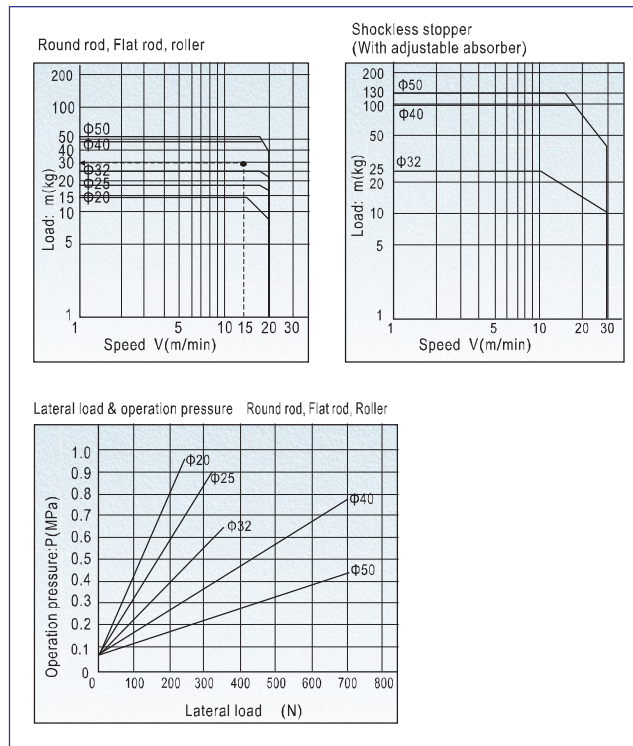 Round rod, Flat rod, roller
200
100
50
40
30
20
15
10
5
1
Φ50
Φ40
Φ32
Φ25
Φ20
Load: m(kg)
1 5 10 15 20 30
Speed V(m/min)
Shockless stopper
(With adjustable absorber)
200
130
100
50
25
20
10
5
1
Φ50
Φ40
Φ32
Load: m(kg)
1 5 10 20 30
Speed V(m/min)
Lateral load & operation pressure Round rod, Flat rod, Roller
1.0
0.9
0.8
0.7
0.6
0.5
0.4
0.3
0.2
0.1
0
Φ20
Φ25
Φ32
Φ40
Φ50
Operation pressure:P(MPa)
0 100 200 300 400 500 600 700 800
Lateral load (N)